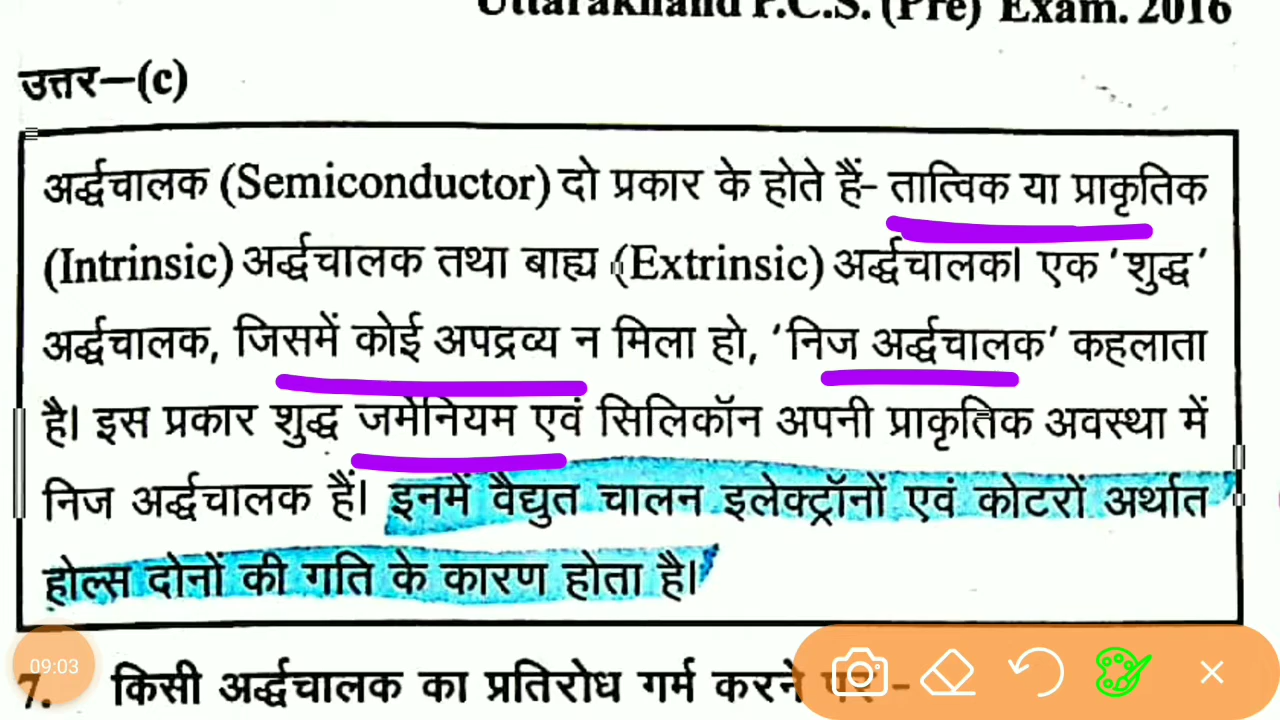 Uttarakhand P.C.S. (Pre) Exam. 2016
उत्तर–(c)
अर्द्धचालक (Semiconductor) दो प्रकार के होते हैं- तात्विक या प्राकृतिक
(Intrinsic) अर्द्धचालक तथा बाह्य (Extrinsic) अर्द्धचालक। एक 'शुद्ध'
अर्द्धचालक, जिसमें कोई अपद्रव्य न मिला हो, 'निज अर्द्धचालक' कहलाता
है। इस प्रकार शुद्ध जर्मेनियम एवं सिलिकॉन अपनी प्राकृतिक अवस्था में
निज अर्द्धचालक हैं। इनमें वैद्युत चालन इलेक्ट्रॉनों एवं कोटरों अर्थात
होल्स दोनों की गति के कारण होता है।
09:03
7. किसी अर्द्धचालक का प्रतिरोध गर्म करने पर –